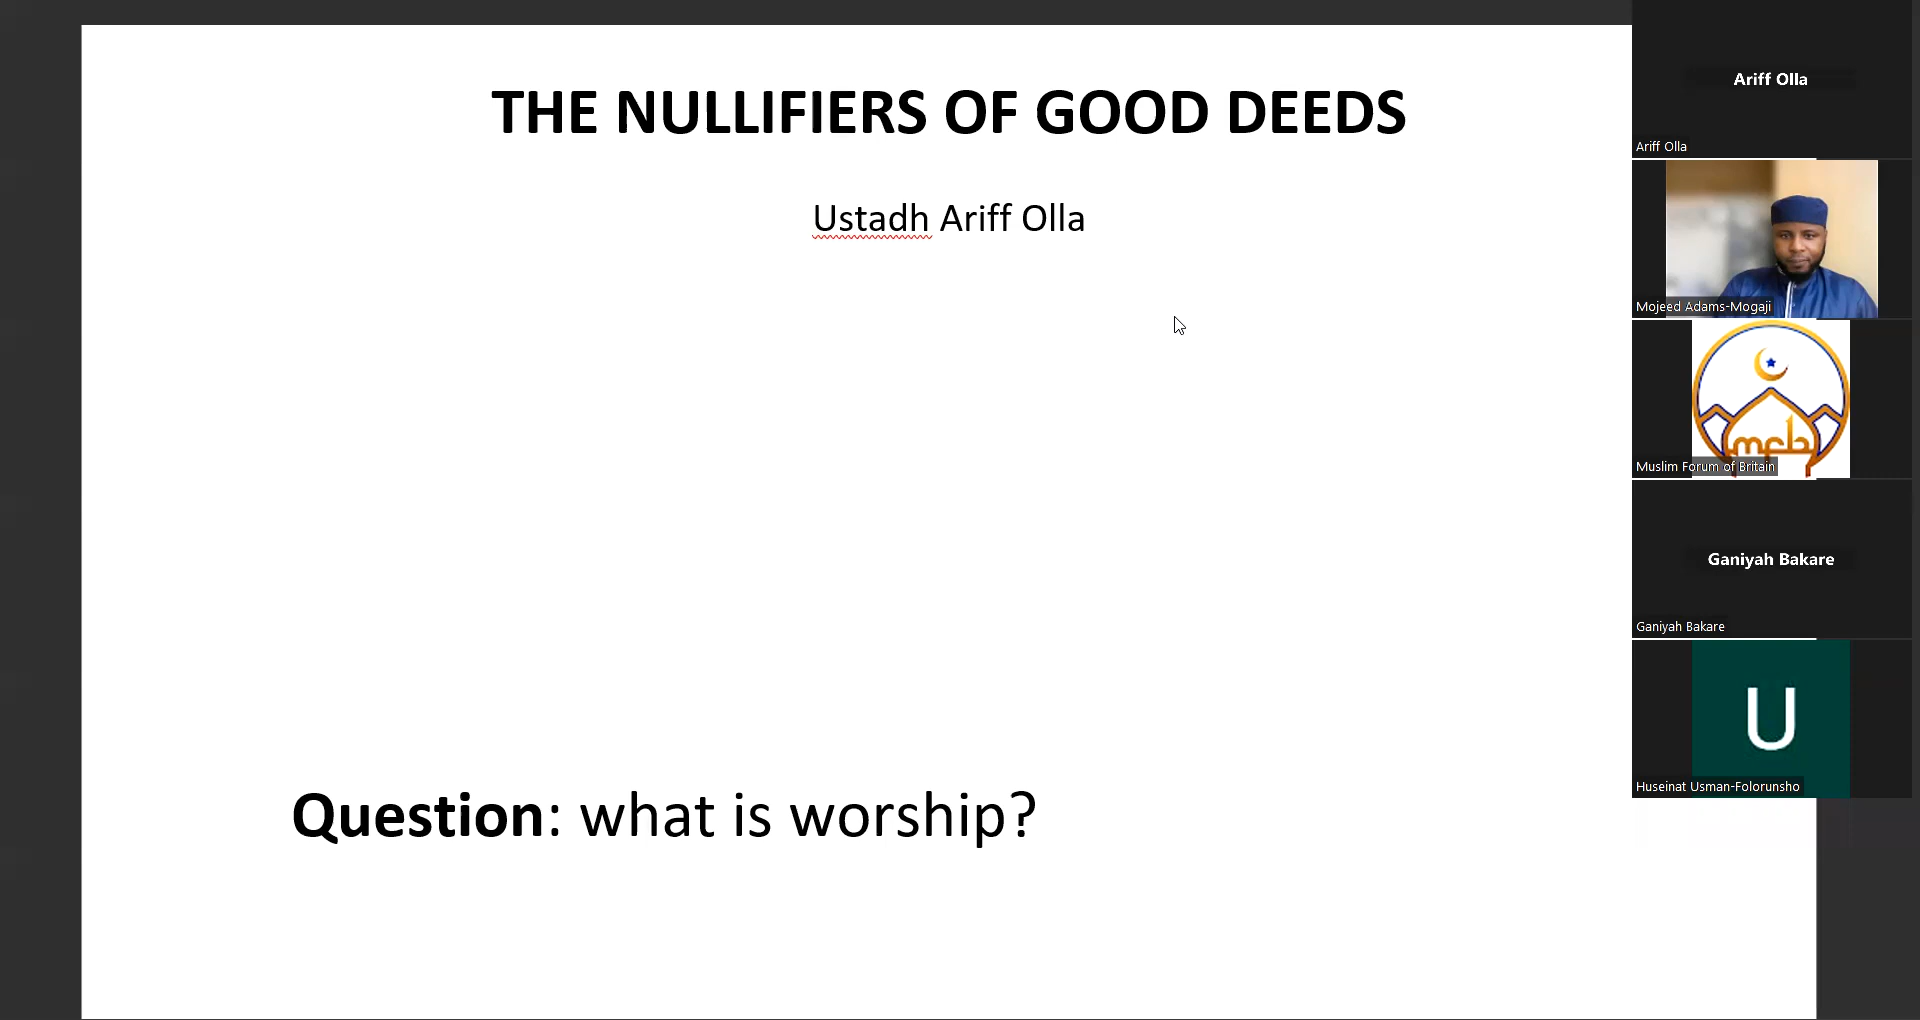 THE NULLIFIERS OF GOOD DEEDS
Ustadh Ariff Olla
Question: what is worship?
Ariff Olla
Ariff Olla
Mojeed Adams-Mogaji
mfb
Muslim Forum of Britain
Ganiyah Bakare
Ganiyah Bakare
U
Huseinat Usman-Folorunsho